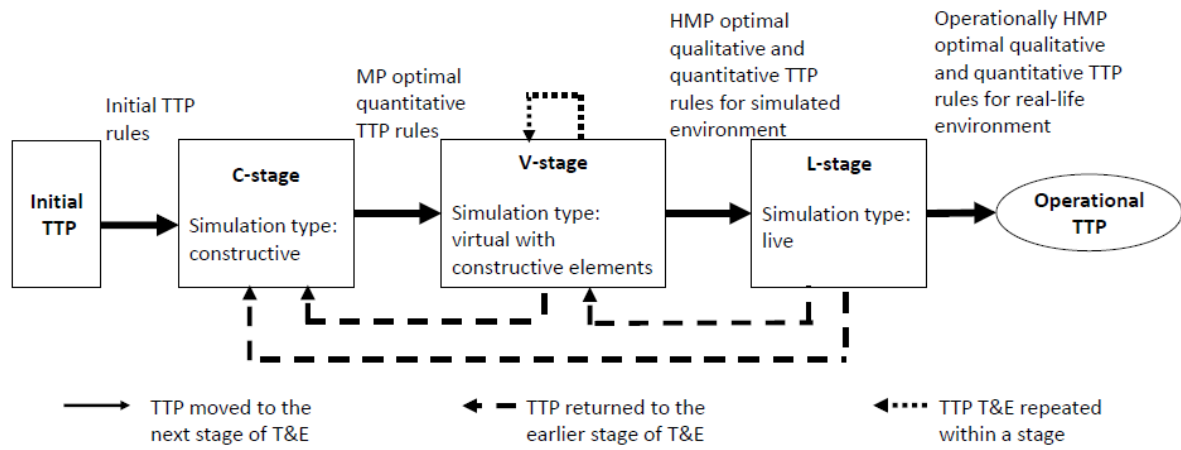 Initial TTP
rules
MP optimal
quantitative
TTP rules
HMP optimal
qualitative and
quantitative TTP
rules for simulated
environment
Operationally HMP
optimal qualitative
and quantitative TTP
rules for real-life
environment
Initial
TTP
C-stage
Simulation type:
constructive
V-stage
Simulation type:
virtual with
constructive elements
L-stage
Simulation type:
live
Operational
TTP
TTP moved to the
next stage of T&E
TTP returned to the
earlier stage of T&E
TTP T&E repeated
within a stage